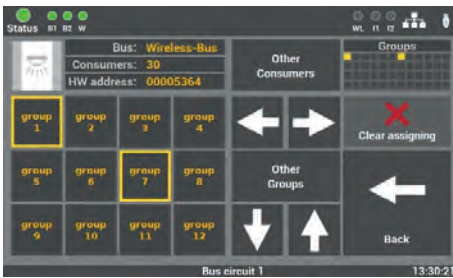 Status B1 B2 W
WL I1 I2
Bus: Wireless-Bus
Consumers: 30
HW address: 00005364
Other
Consumers
Groups
group
1
group
2
group
3
group
4
Clear assigning
group
5
group
6
group
7
group
8
Other
Groups
group
9
group
10
group
11
group
12
Back
Bus circuit 1
13:30:21